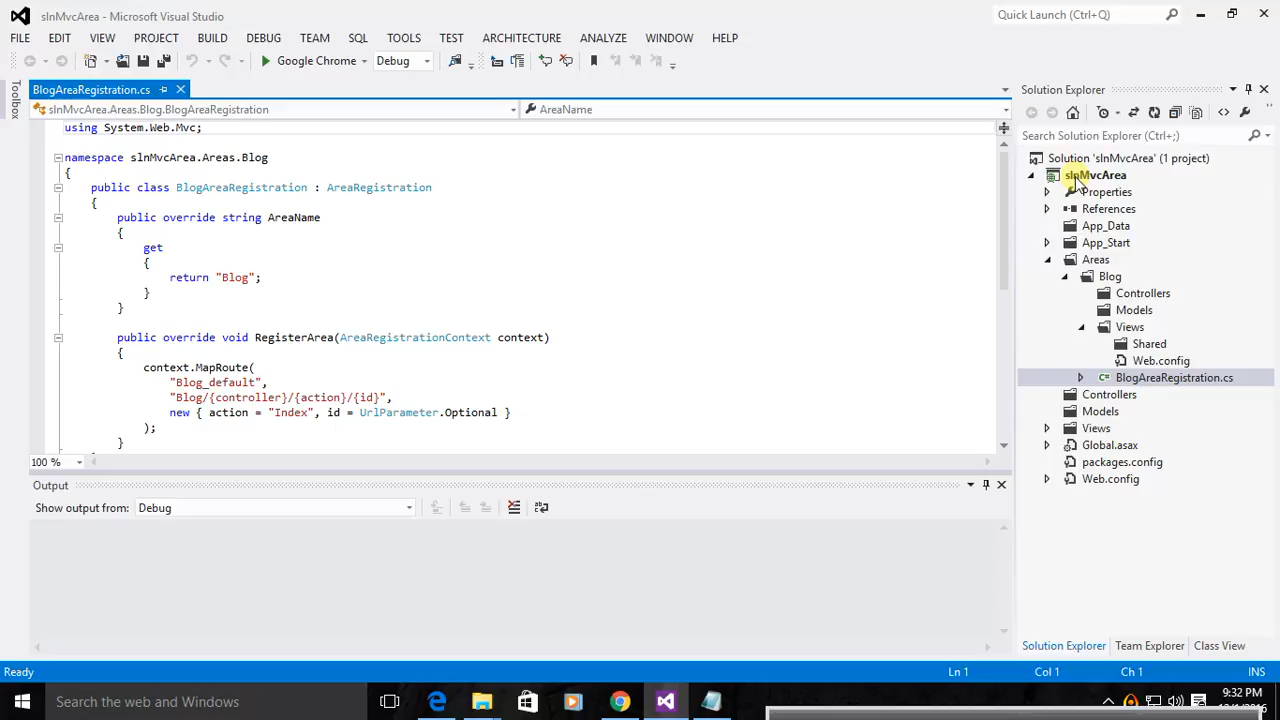 slnMvcArea - Microsoft Visual Studio
Quick Launch (Ctrl+Q)
FILE EDIT VIEW PROJECT BUILD DEBUG TEAM SQL TOOLS TEST ARCHITECTURE ANALYZE WINDOW HELP
Google Chrome Debug
Toolbox
BlogAreaRegistration.cs
slnMvcArea.Areas.Blog.BlogAreaRegistration AreaName
using System.Web.Mvc;
namespace slnMvcArea.Areas.Blog
{
public class BlogAreaRegistration : AreaRegistration
{
public override string AreaName
{
get
{
return "Blog";
}
}
public override void RegisterArea(AreaRegistrationContext context)
{
context.MapRoute(
"Blog_default",
"Blog/{controller}/{action}/{id}",
new { action = "Index", id = UrlParameter.Optional }
);
}
100 %
Output
Show output from: Debug
Solution Explorer
Search Solution Explorer (Ctrl+;)
Solution 'slnMvcArea' (1 project)
slnMvcArea
Properties
References
App_Data
App_Start
Areas
Blog
Controllers
Models
Views
Shared
Web.config
BlogAreaRegistration.cs
Controllers
Models
Views
Global.asax
packages.config
Web.config
Solution Explorer Team Explorer Class View
Ready Ln 1 Col 1 Ch 1 INS
Search the web and Windows
9:32 PM